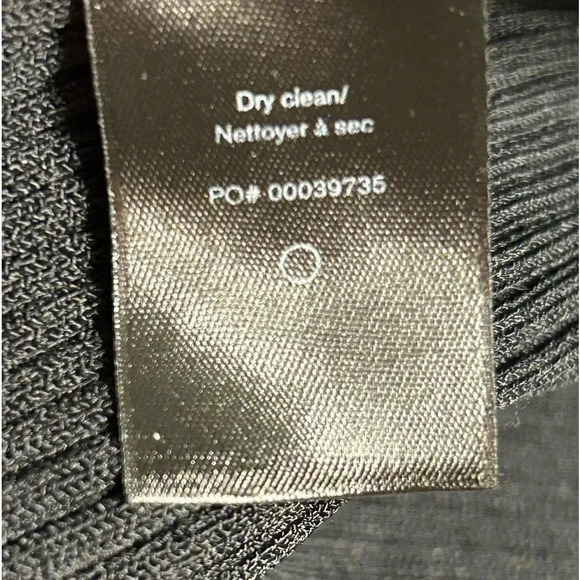 Dry clean/
Nettoyer à sec
PO# 00039735